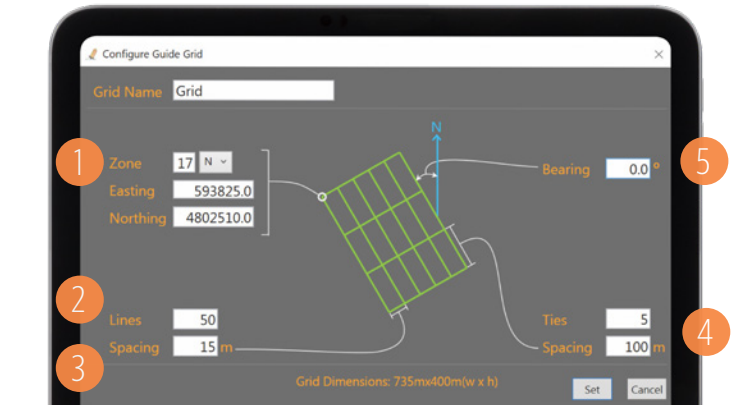 Configure Guide Grid ×
Grid Name Grid
N
1 Zone 17 N Bearing 0.0 ° 5
Easting 593825.0
Northing 4802510.0
2 Lines 50 Ties 5
3 Spacing 15 m Spacing 100 m 4
Grid Dimensions: 735mx400m(w x h) Set Cancel